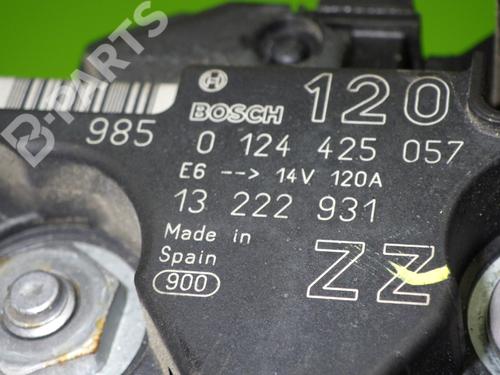 BOSCH 120
985 0 124 425 057
E6 --> 14V 120A
13 222 931
Made in
Spain
900
ZZ
B-PARTS
B-PARTS